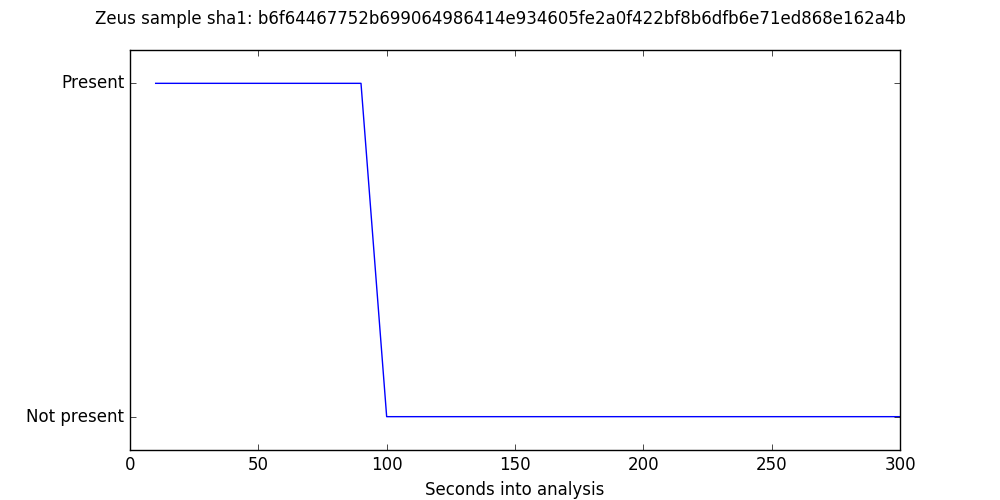 Zeus sample sha1: b6f64467752b699064986414e934605fe2a0f422bf8b6dfb6e71ed868e162a4b
Present
Not present
0 50 100 150 200 250 300
Seconds into analysis